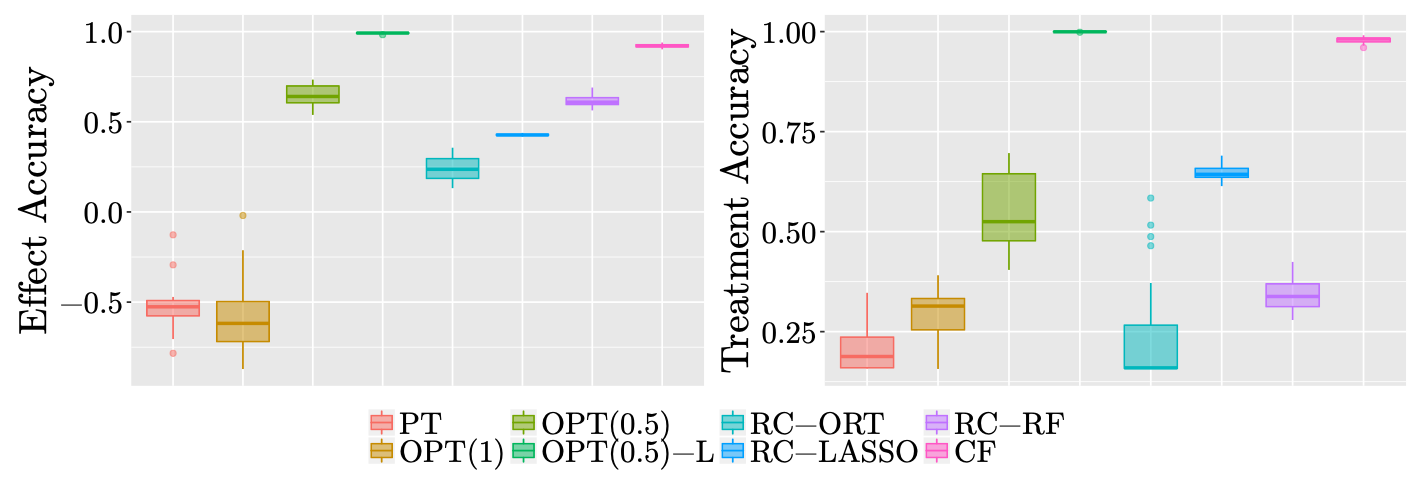 Effect Accuracy
1.0
0.5
0.0
−0.5
Treatment Accuracy
1.00
0.75
0.50
0.25
PT
OPT(0.5)
RC−ORT
RC−RF
OPT(1)
OPT(0.5)−L
RC−LASSO
CF